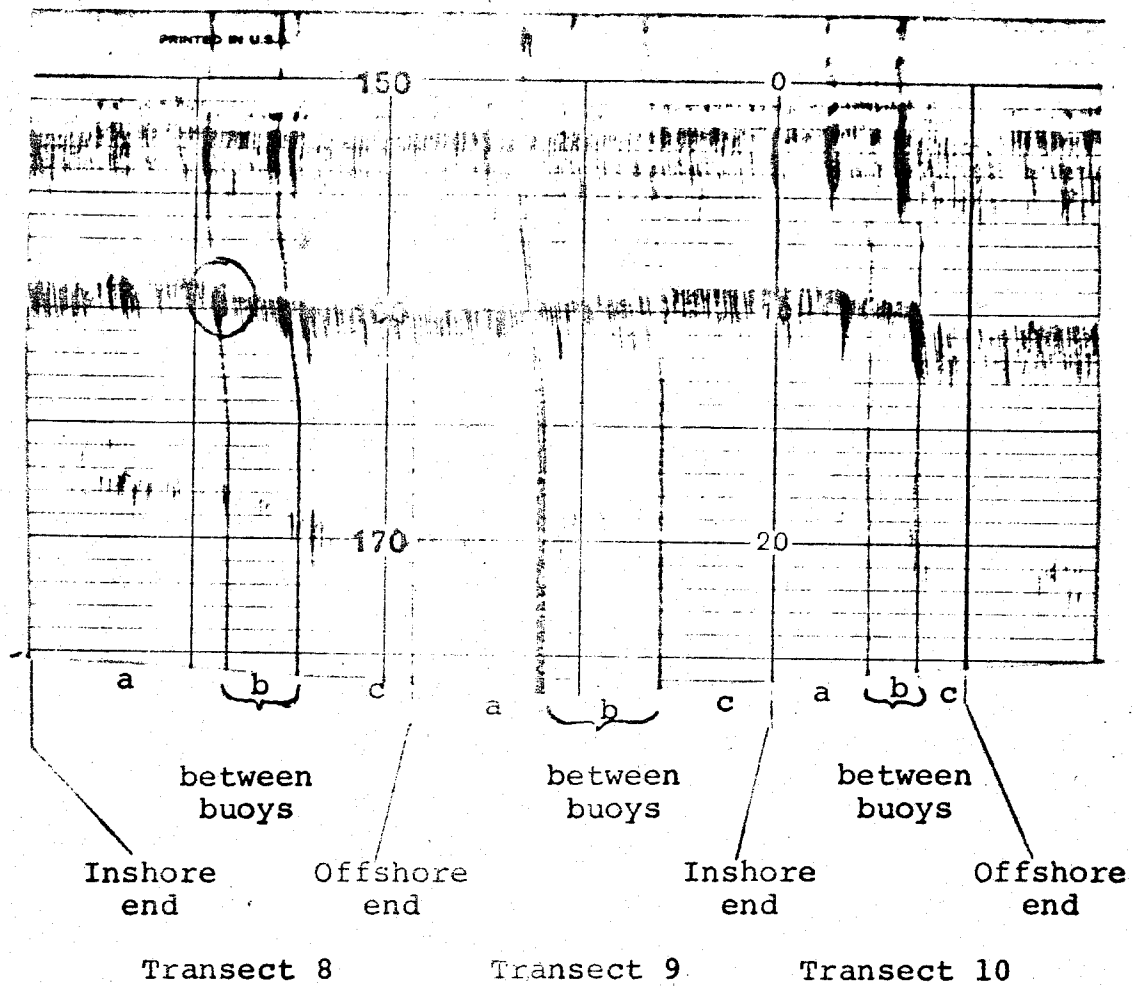 PRINTED IN U.S.A
150 0
170 20
a b c a b c a b c
between buoys between buoys between buoys
Inshore end Offshore end Inshore end Offshore end
Transect 8 Transect 9 Transect 10